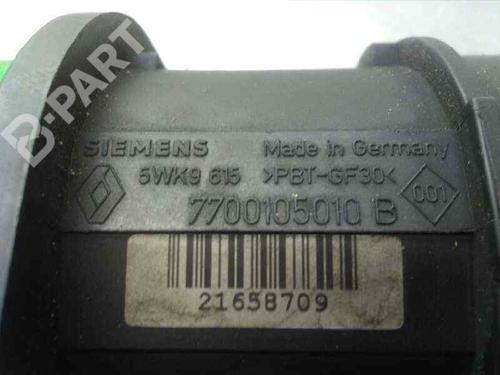 B-PART
SIEMENS Made in Germany
5WK9 615 >PBT-GF30< 001
7700105010 B
21658709